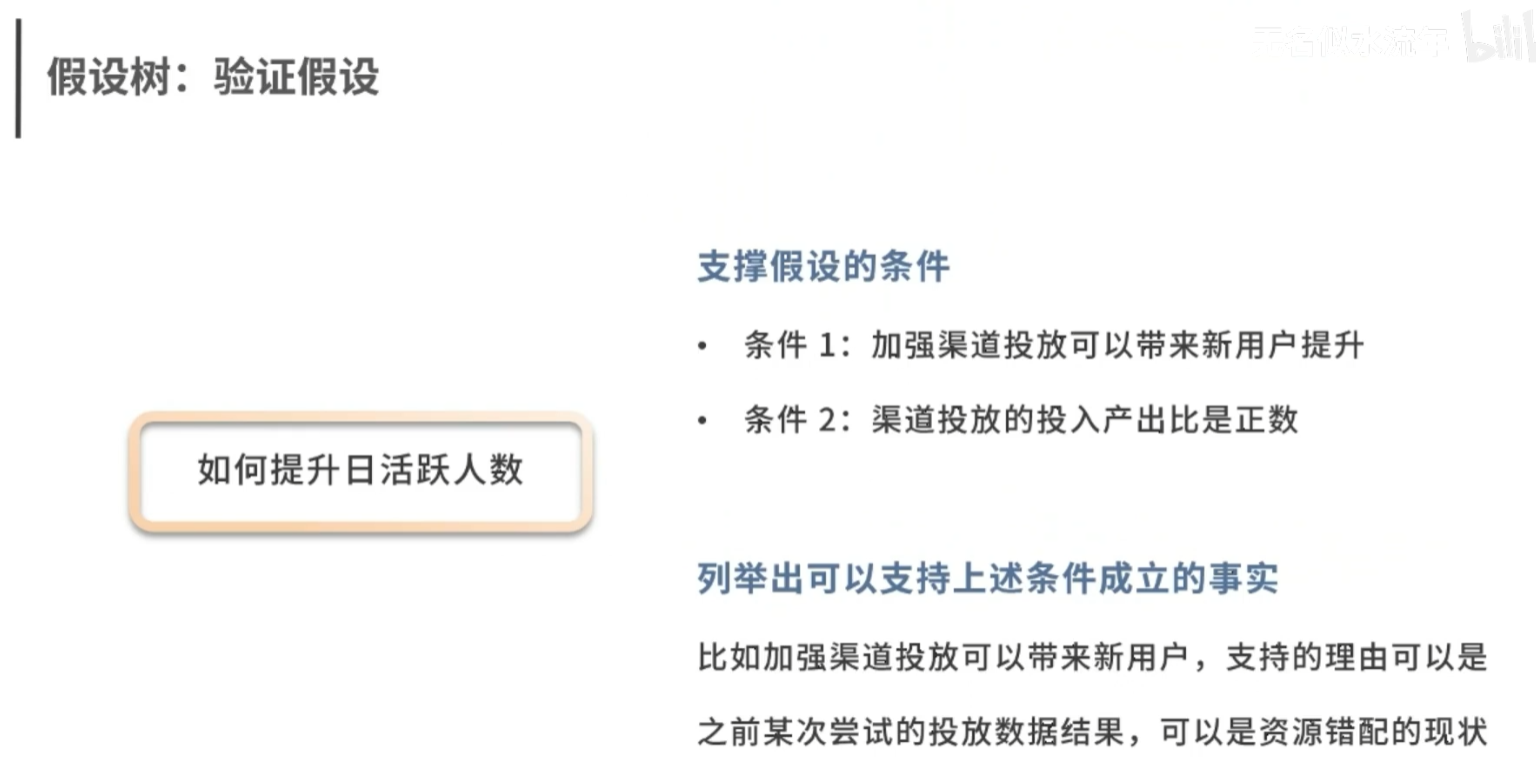 假设树：验证假设
无名似水流年 bilibili
支撑假设的条件
• 条件 1：加强渠道投放可以带来新用户提升
• 条件 2：渠道投放的投入产出比是正数
如何提升日活跃人数
列举出可以支持上述条件成立的事实
比如加强渠道投放可以带来新用户，支持的理由可以是
之前某次尝试的投放数据结果，可以是资源错配的现状